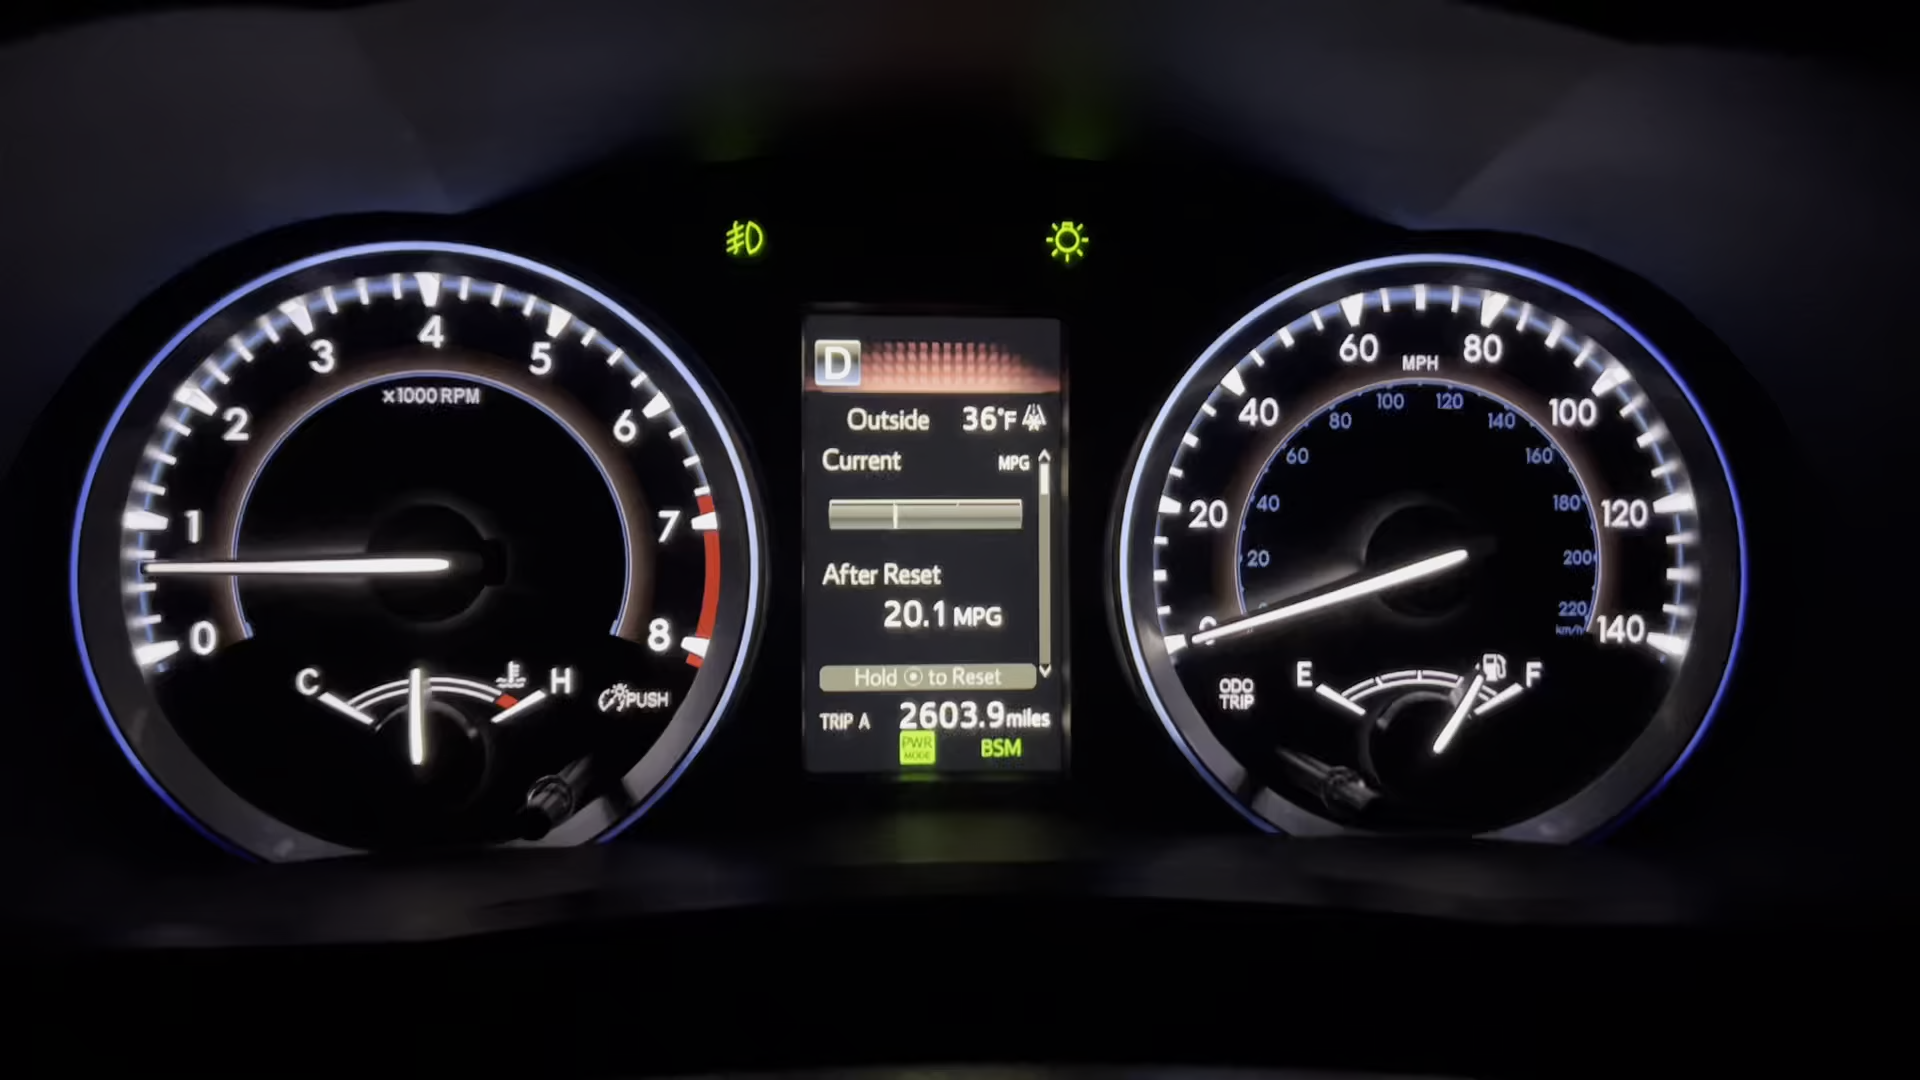 0
1
2
3
4
5
6
7
8
x1000 RPM
C
H
PUSH
D
Outside 36°F
Current MPG
After Reset
20.1 MPG
Hold to Reset
TRIP A 2603.9 miles
PWR MODE
BSM
0
20
40
60
80
100
120
140
MPH
20
40
60
80
100
120
140
160
180
200
220
km/h
ODO
TRIP
E
F